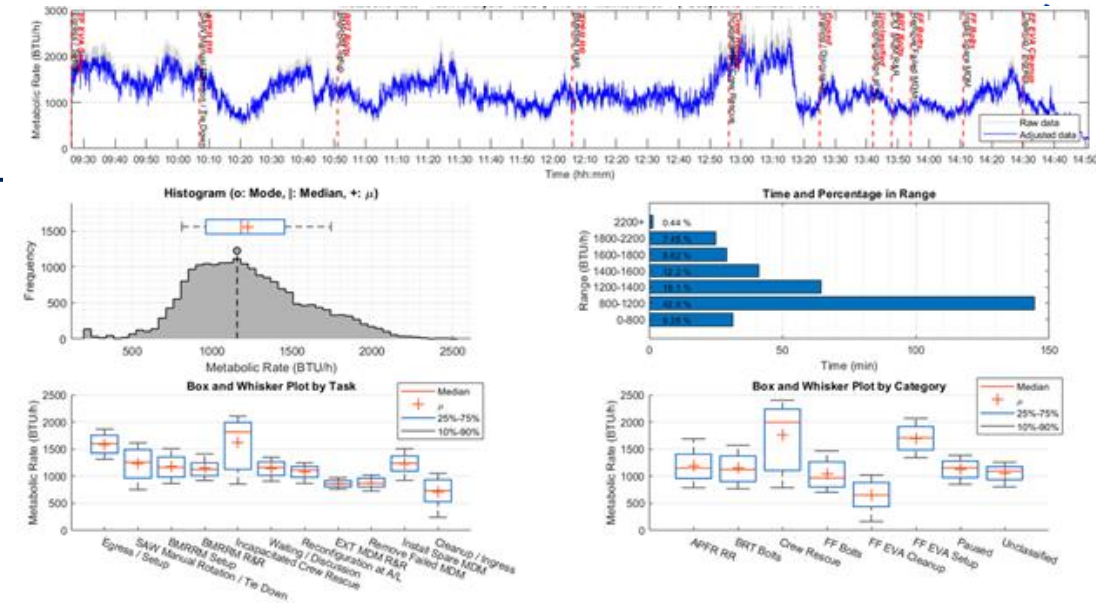 3000
2000
1000
0
Metabolic Rate (BTU/h)
Raw data
Adjusted data
09:30 09:40 09:50 10:00 10:10 10:20 10:30 10:40 10:50 11:00 11:10 11:20 11:30 11:40 11:50 12:00 12:10 12:20 12:30 12:40 12:50 13:00 13:10 13:20 13:30 13:40 13:50 14:00 14:10 14:20 14:30 14:40 14:50
Time (hh:mm)
Histogram (o: Mode, |: Median, +: μ)
1500
1000
500
0
Frequency
500 1000 1500 2000 2500
Metabolic Rate (BTU/h)
Time and Percentage in Range
2200+ 0.44 %
1800-2200
1600-1800
1400-1600 12.2 %
1200-1400
800-1200
0-800
Range (BTU/h)
0 50 100 150
Time (min)
Box and Whisker Plot by Task
2500
2000
1500
1000
500
0
Metabolic Rate (BTU/h)
Median
μ
25%-75%
10%-90%
Egress / Setup
SAW Manual Rotation / Tie Down
BMRRM Setup
BMRRM R&R
Incapacitated Crew Rescue
Waiting / Discussion
Reconfiguration at A/L
EXT MDM R&R
Remove Failed MDM
Install Spare MDM
Cleanup / Ingress
Box and Whisker Plot by Category
2500
2000
1500
1000
500
0
Metabolic Rate (BTU/h)
Median
μ
25%-75%
10%-90%
APFR RR
BRT Bolts
Crew Rescue
FF Bolts
FF EVA Cleanup
FF EVA Setup
Paused
Unclassified